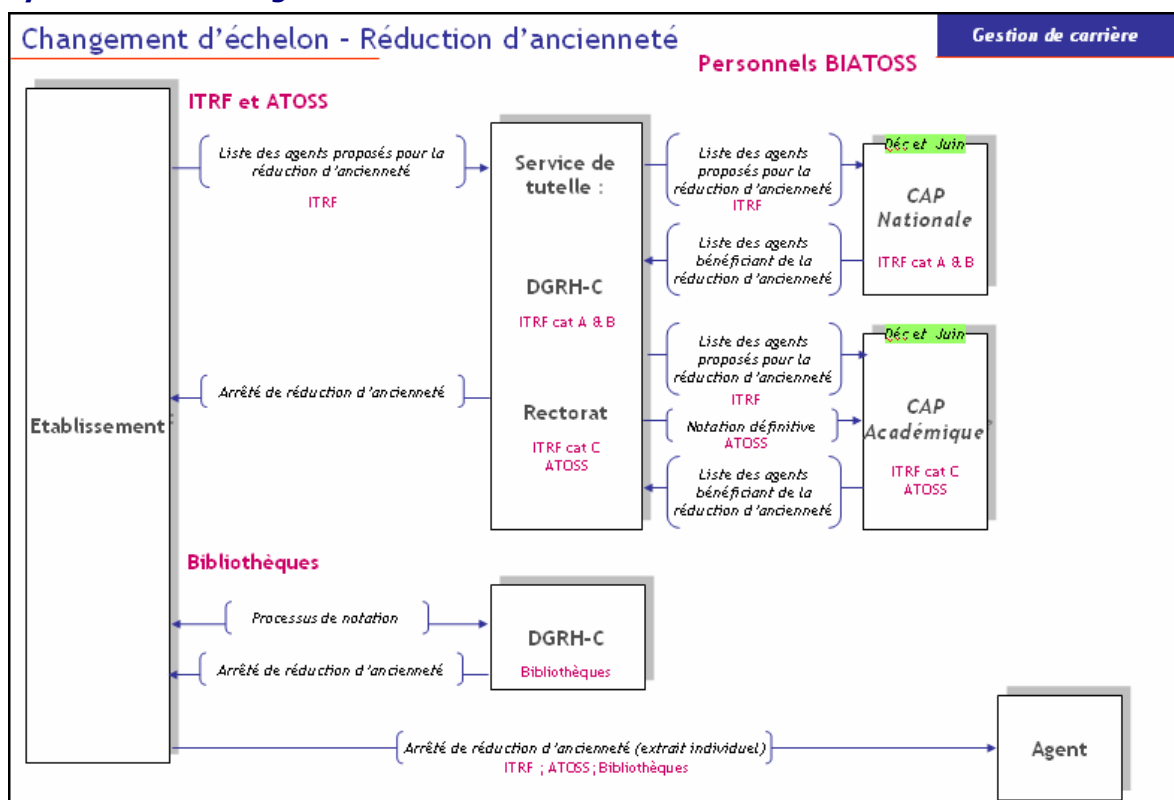 Changement d'échelon - Réduction d'ancienneté
Gestion de carrière
Personnels BIATOSS
ITRF et ATOSS
Liste des agents proposés pour la
réduction d'ancienneté
ITRF
Service de
tutelle :
DGRH-C
ITRF cat A & B
Rectorat
ITRF cat C
ATOSS
Liste des agents
proposés pour la
réduction d'ancienneté
ITRF
Liste des agents
bénéficiant de la
réduction d'ancienneté
Déc et Juin
CAP
Nationale
ITRF cat A & B
Liste des agents
proposés pour la
réduction d'ancienneté
ITRF
Notation définitive
ATOSS
Liste des agents
bénéficiant de la
réduction d'ancienneté
Déc et Juin
CAP
Académique
ITRF cat C
ATOSS
Arrêté de réduction d'ancienneté
Etablissement
Bibliothèques
Processus de notation
Arrêté de réduction d'ancienneté
DGRH-C
Bibliothèques
Arrêté de réduction d'ancienneté (extrait individuel)
ITRF ; ATOSS ; Bibliothèques
Agent